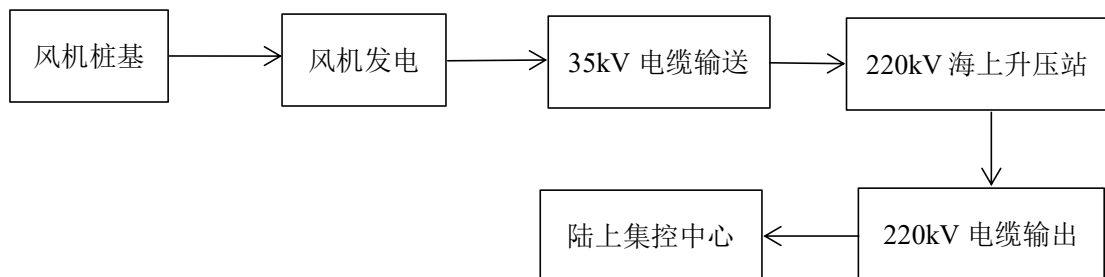 风机桩基
风机发电
35kV 电缆输送
220kV 海上升压站
220kV 电缆输出
陆上集控中心